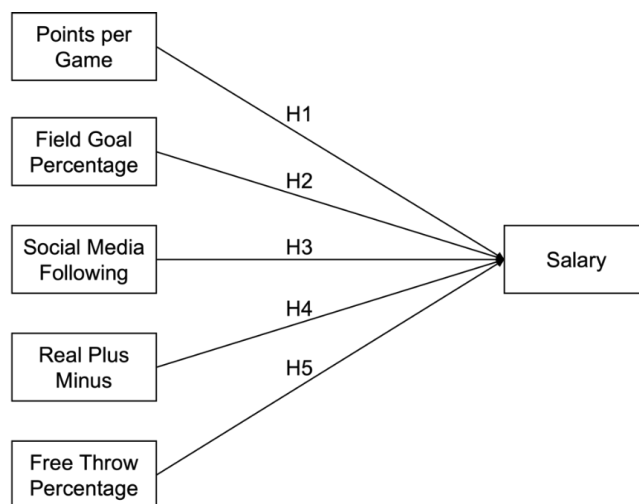 Points per
Game
H1
Field Goal
Percentage
H2
Social Media
Following
H3
Salary
Real Plus
Minus
H4
H5
Free Throw
Percentage